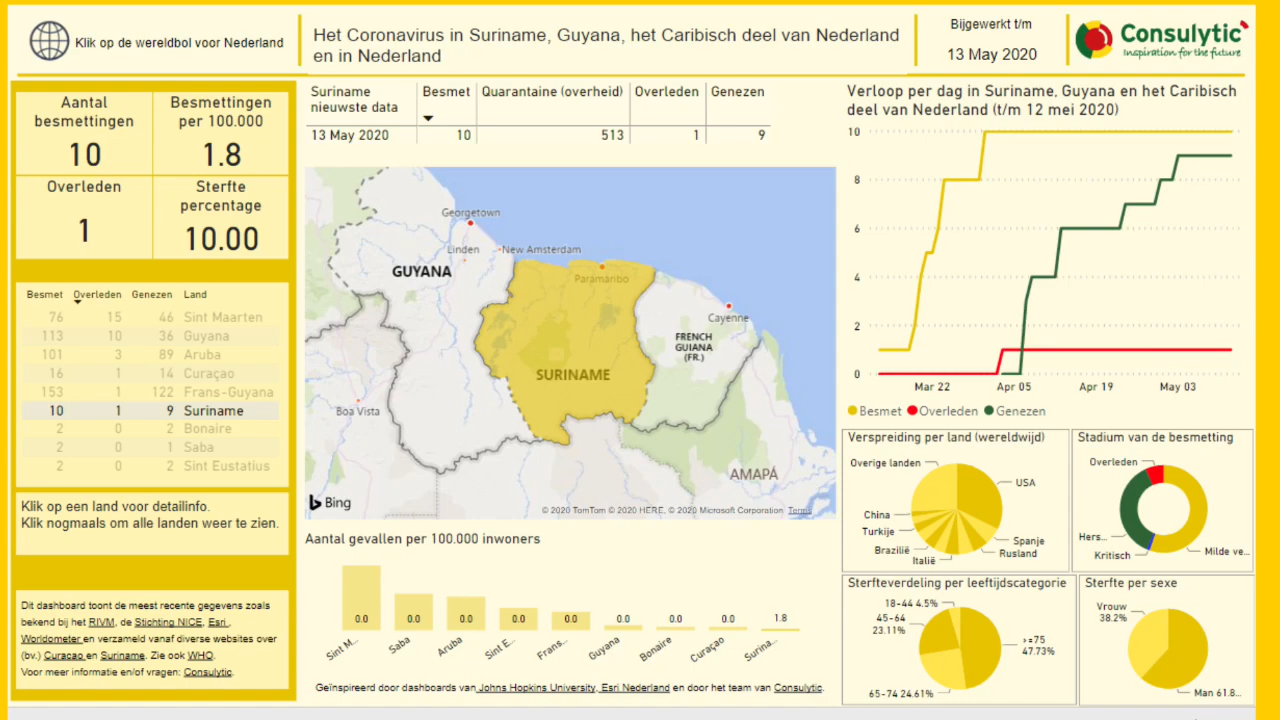 Klik op de wereldbol voor Nederland
Het Coronavirus in Suriname, Guyana, het Caribisch deel van Nederland
en in Nederland
Bijgewerkt t/m
13 May 2020
Consulytic
Inspiration for the future
Aantal
besmettingen
10
Besmettingen
per 100.000
1.8
Overleden
1
Sterfte
percentage
10.00
Besmet Overleden Genezen Land
76 15 46 Sint Maarten
113 10 36 Guyana
101 3 89 Aruba
16 1 14 Curaçao
153 1 122 Frans-Guyana
10 1 9 Suriname
2 0 2 Bonaire
2 0 1 Saba
2 0 2 Sint Eustatius
Klik op een land voor detailinfo.
Klik nogmaals om alle landen weer te zien.
Dit dashboard toont de meest recente gegevens zoals
bekend bij het RIVM, de Stichting NICE, Esri,
Worldometer en verzameld vanaf diverse websites over
(bv.) Curacao en Suriname. Zie ook WHO.
Voor meer informatie en/of vragen: Consulytic.
Suriname
nieuwste data
Besmet Quarantaine (overheid) Overleden Genezen
13 May 2020 10 513 1 9
Georgetown
Linden
New Amsterdam
GUYANA
Paramaribo
Cayenne
FRENCH
GUIANA
(FR.)
SURINAME
Boa Vista
AMAPÁ
Bing
© 2020 TomTom © 2020 HERE, © 2020 Microsoft Corporation Terms
Aantal gevallen per 100.000 inwoners
0.0 0.0 0.0 0.0 0.0 0.0 0.0 0.0 1.8
Sint M... Saba Aruba Sint E... Frans... Guyana Bonaire Curaçao Surina...
Geïnspireerd door dashboards van Johns Hopkins University, Esri Nederland en door het team van Consulytic.
Verloop per dag in Suriname, Guyana en het Caribisch
deel van Nederland (t/m 12 mei 2020)
10
8
6
4
2
0
Mar 22 Apr 05 Apr 19 May 03
Besmet Overleden Genezen
Verspreiding per land (wereldwijd)
Overige landen
USA
China
Turkije
Brazilië
Italië
Spanje
Rusland
Stadium van de besmetting
Overleden
Hers...
Kritisch
Milde ve...
Sterfteverdeling per leeftijdscategorie
18-44 4.5%
45-64
23.11%
>=75
47.73%
65-74 24.61%
Sterfte per sexe
Vrouw
38.2%
Man 61.8...